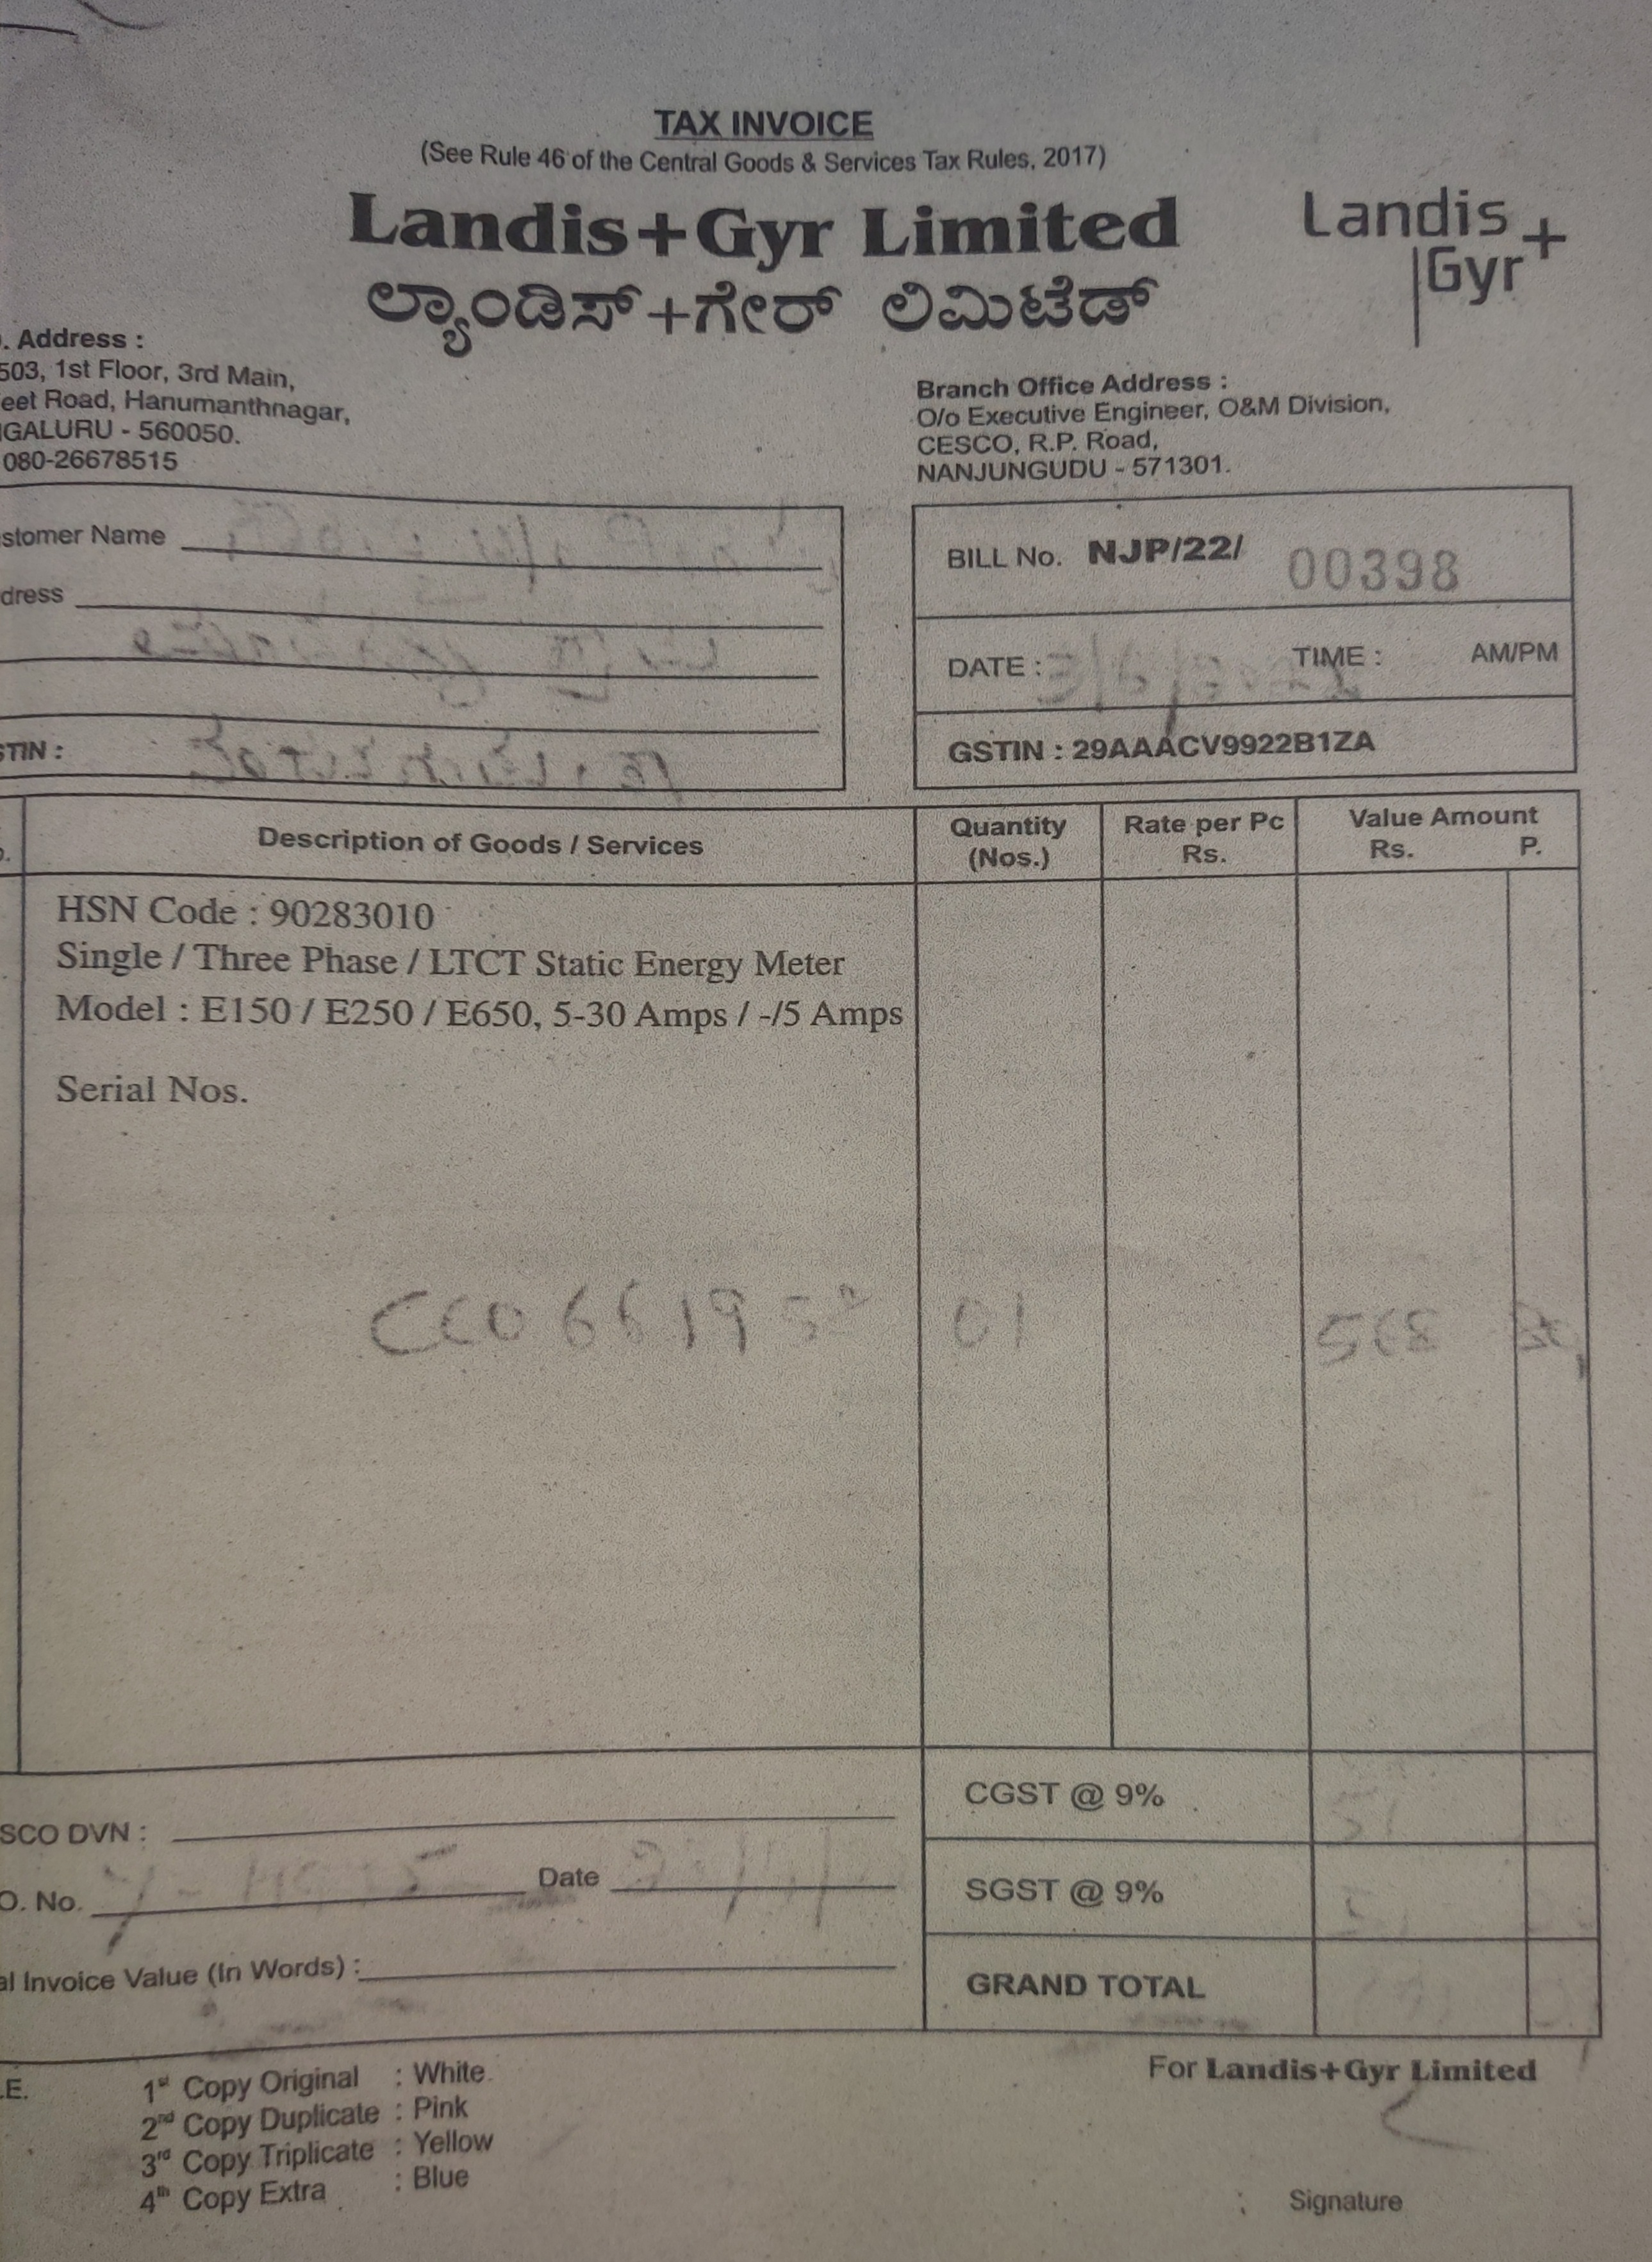 TAX INVOICE
(See Rule 46 of the Central Goods & Services Tax Rules, 2017)
Landis+Gyr Limited
Landis
Gyr+
ಲ್ಯಾಂಡಿಸ್+ಗೇರ್ ಲಿಮಿಟೆಡ್
. Address :
503, 1st Floor, 3rd Main,
eet Road, Hanumanthnagar,
GALURU - 560050.
080-26678515
Branch Office Address :
O/o Executive Engineer, O&M Division,
CESCO, R.P. Road,
NANJUNGUDU - 571301.
stomer Name
dress
STIN :
BILL No. NJP/22/ 00398
DATE : TIME : AM/PM
GSTIN : 29AAACV9922B1ZA
Description of Goods / Services
Quantity (Nos.)
Rate per Pc Rs.
Value Amount
Rs. P.
HSN Code : 90283010
Single / Three Phase / LTCT Static Energy Meter
Model : E150 / E250 / E650, 5-30 Amps / -/5 Amps
Serial Nos.
01
CGST @ 9%
SCO DVN :
SGST @ 9%
O. No. Date
GRAND TOTAL
al Invoice Value (In Words) :
For Landis+Gyr Limited
.E.
1st Copy Original : White
2nd Copy Duplicate : Pink
3rd Copy Triplicate : Yellow
4th Copy Extra : Blue
: Signature